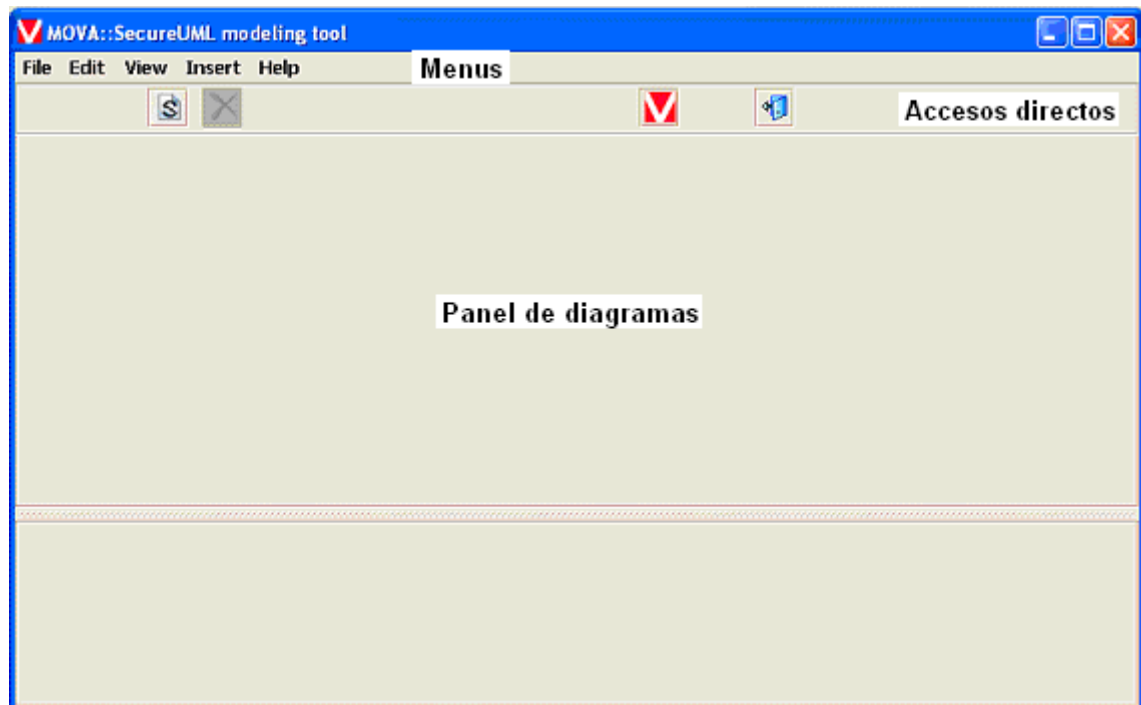 MOVA::SecureUML modeling tool
File Edit View Insert Help Menus
Accesos directos
Panel de diagramas